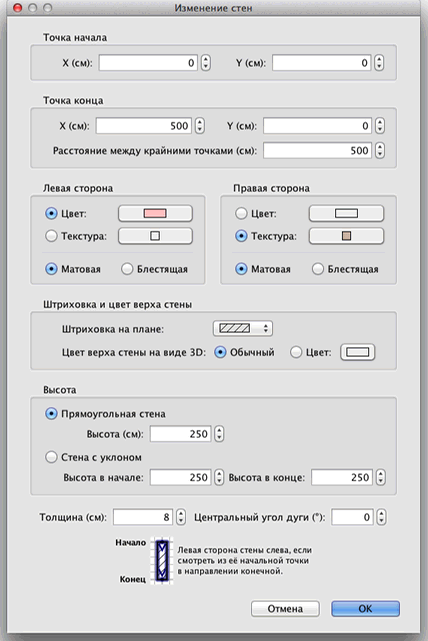 Изменение стен
Точка начала
X (см): 0 Y (см): 0
Точка конца
X (см): 500 Y (см): 0
Расстояние между крайними точками (см): 500
Левая сторона Правая сторона
Цвет: Цвет:
Текстура: Текстура:
Матовая Блестящая Матовая Блестящая
Штриховка и цвет верха стены
Штриховка на плане:
Цвет верха стены на виде 3D: Обычный Цвет:
Высота
Прямоугольная стена
Высота (см): 250
Стена с уклоном
Высота в начале: 250 Высота в конце: 250
Толщина (см): 8 Центральный угол дуги (°): 0
Начало
Левая сторона стены слева, если
смотреть из её начальной точки
в направлении конечной.
Конец
Отмена OK